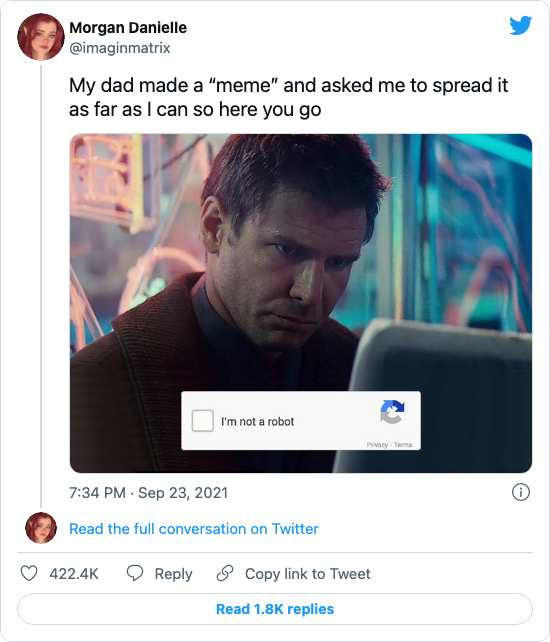 Morgan Danielle
@imaginmatrix
My dad made a “meme” and asked me to spread it
as far as I can so here you go
I'm not a robot
Privacy - Terms
7:34 PM · Sep 23, 2021
Read the full conversation on Twitter
422.4K Reply Copy link to Tweet
Read 1.8K replies